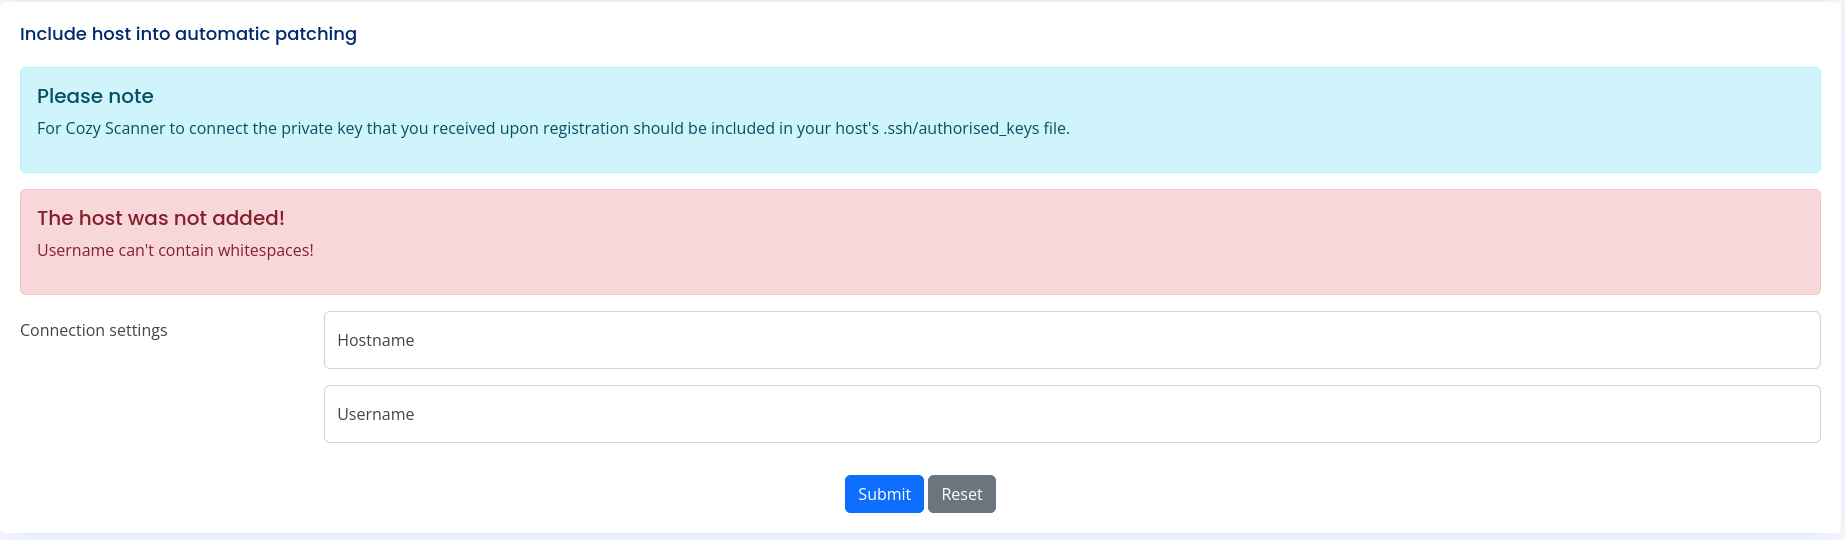 Include host into automatic patching
Please note
For Cozy Scanner to connect the private key that you received upon registration should be included in your host's .ssh/authorised_keys file.
The host was not added!
Username can't contain whitespaces!
Connection settings
Hostname
Username
Submit Reset